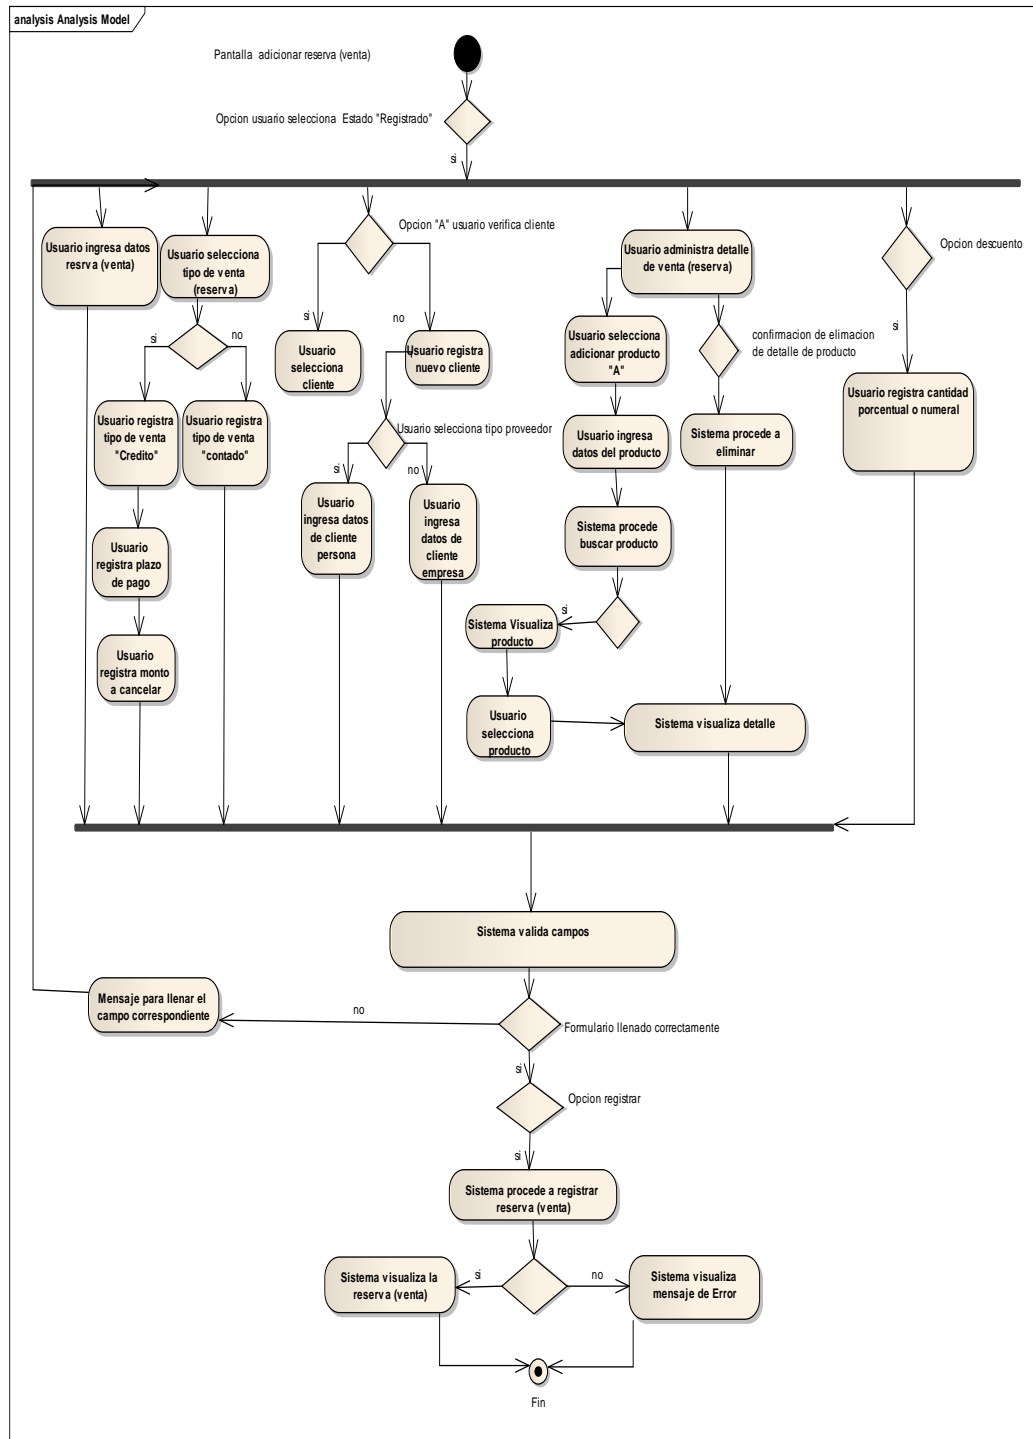 analysis Analysis Model
Pantalla adicionar reserva (venta)
Opcion usuario selecciona Estado "Registrado"
si
Usuario ingresa datos
resrva (venta)
Usuario selecciona
tipo de venta
(reserva)
Opcion "A" usuario verifica cliente
Usuario administra detalle
de venta (reserva)
Opcion descuento
si
no
si
no
si
Usuario
selecciona
cliente
Usuario registra
nuevo cliente
Usuario selecciona
adicionar producto
"A"
confirmacion de elimacion
de detalle de producto
Usuario registra cantidad
porcentual o numeral
Usuario registra
tipo de venta
"Credito"
Usuario registra
tipo de venta
"contado"
Usuario selecciona tipo proveedor
Usuario ingresa
datos del producto
Sistema procede a
eliminar
si
no
Usuario
ingresa datos
de cliente
persona
Usuario
ingresa
datos de
cliente
empresa
Usuario
registra plazo
de pago
Sistema procede
buscar producto
si
Sistema Visualiza
producto
Usuario
registra monto
a cancelar
Usuario
selecciona
producto
Sistema visualiza detalle
Sistema valida campos
Mensaje para llenar el
campo correspondiente
no
Formulario llenado correctamente
si
Opcion registrar
si
Sistema procede a registrar
reserva (venta)
Sistema visualiza la
reserva (venta)
si
no
Sistema visualiza
mensaje de Error
Fin